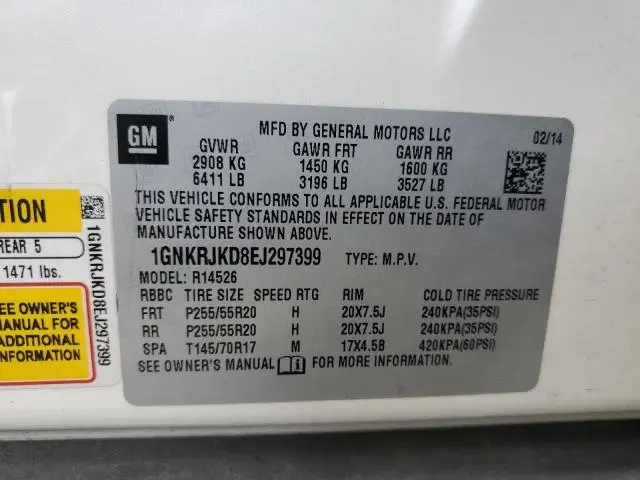 GM
®
MFD BY GENERAL MOTORS LLC 02/14
GVWR GAWR FRT GAWR RR
2908 KG 1450 KG 1600 KG
6411 LB 3196 LB 3527 LB
THIS VEHICLE CONFORMS TO ALL APPLICABLE U.S. FEDERAL MOTOR
VEHICLE SAFETY STANDARDS IN EFFECT ON THE DATE OF
MANUFACTURE SHOWN ABOVE.
1GNKRJKD8EJ297399 TYPE: M.P.V.
MODEL: R14526
RBBC TIRE SIZE SPEED RTG RIM COLD TIRE PRESSURE
FRT P255/55R20 H 20X7.5J 240KPA(35PSI)
RR P255/55R20 H 20X7.5J 240KPA(35PSI)
SPA T145/70R17 M 17X4.5B 420KPA(60PSI)
SEE OWNER'S MANUAL i FOR MORE INFORMATION.
REAR 5
1471 lbs.
SEE OWNER'S
MANUAL FOR
ADDITIONAL
INFORMATION
1GNKRJKD8EJ297399